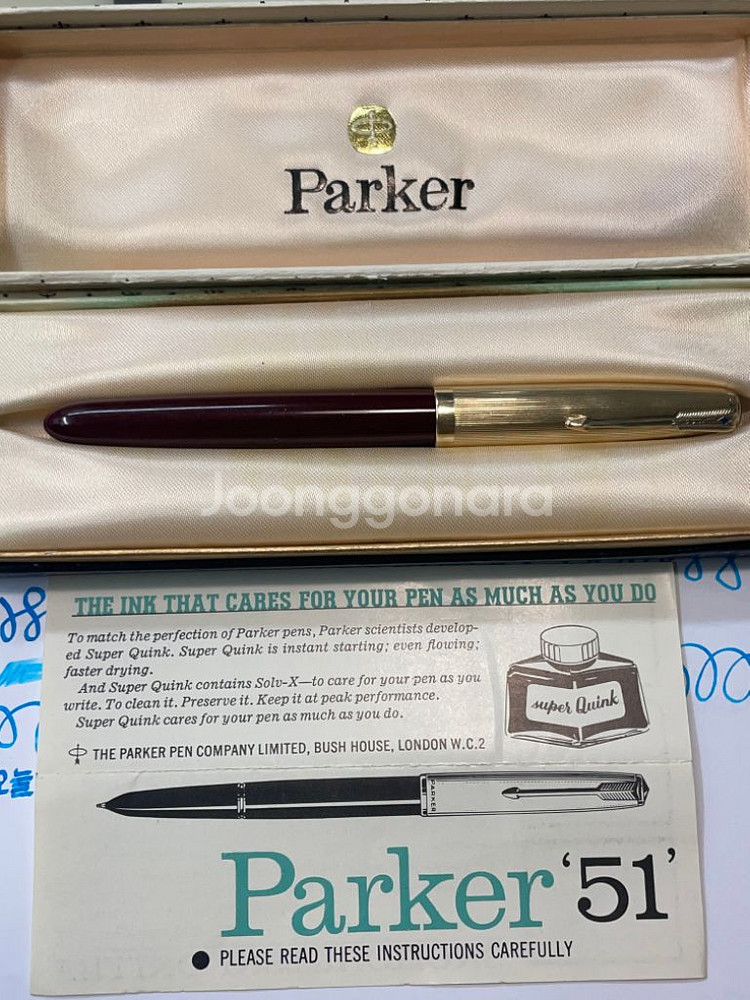 Parker
Joonggonara
THE INK THAT CARES FOR YOUR PEN AS MUCH AS YOU DO
To match the perfection of Parker pens, Parker scientists develop-
ed Super Quink. Super Quink is instant starting; even flowing;
faster drying.
And Super Quink contains Solv-X—to care for your pen as you
write. To clean it. Preserve it. Keep it at peak performance.
Super Quink cares for your pen as much as you do.
super Quink
THE PARKER PEN COMPANY LIMITED, BUSH HOUSE, LONDON W.C.2
PARKER
Parker '51'
● PLEASE READ THESE INSTRUCTIONS CAREFULLY
오늘